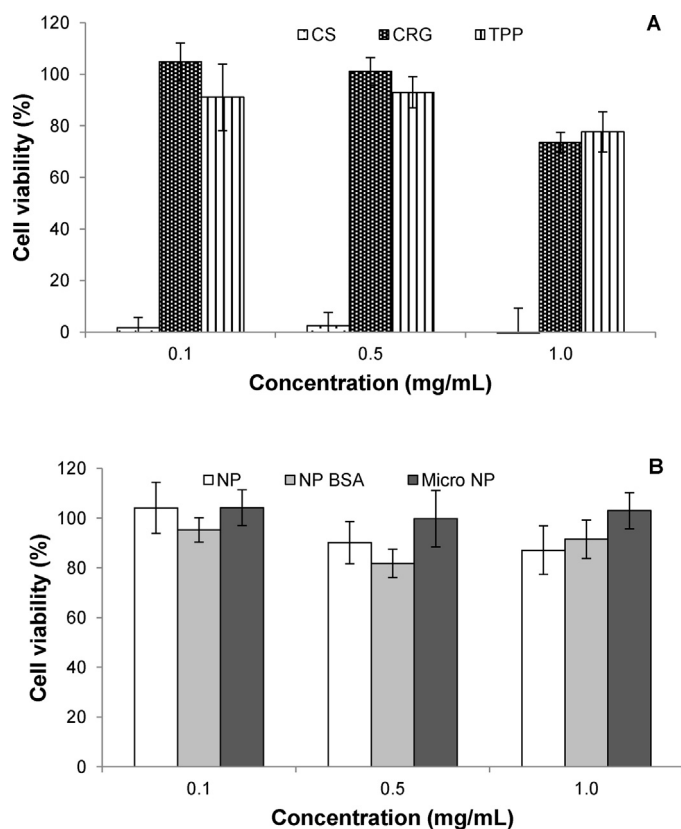 A
CS CRG TPP
120
100
80
60
40
20
0
Cell viability (%)
0.1 0.5 1.0
Concentration (mg/mL)
B
120
NP NP BSA Micro NP
100
80
60
40
20
0
Cell viability (%)
0.1 0.5 1.0
Concentration (mg/mL)